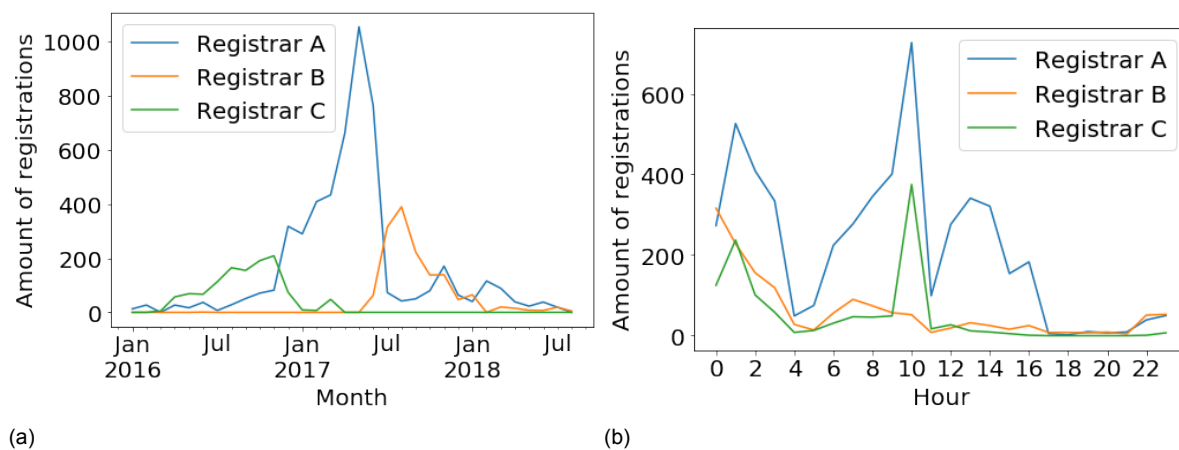 Amount of registrations
1000
800
600
400
200
0
Registrar A
Registrar B
Registrar C
Jan Jul Jan Jul Jan Jul
2016 2017 2018
Month
(a)
Amount of registrations
600
400
200
0
Registrar A
Registrar B
Registrar C
0 2 4 6 8 10 12 14 16 18 20 22
Hour
(b)